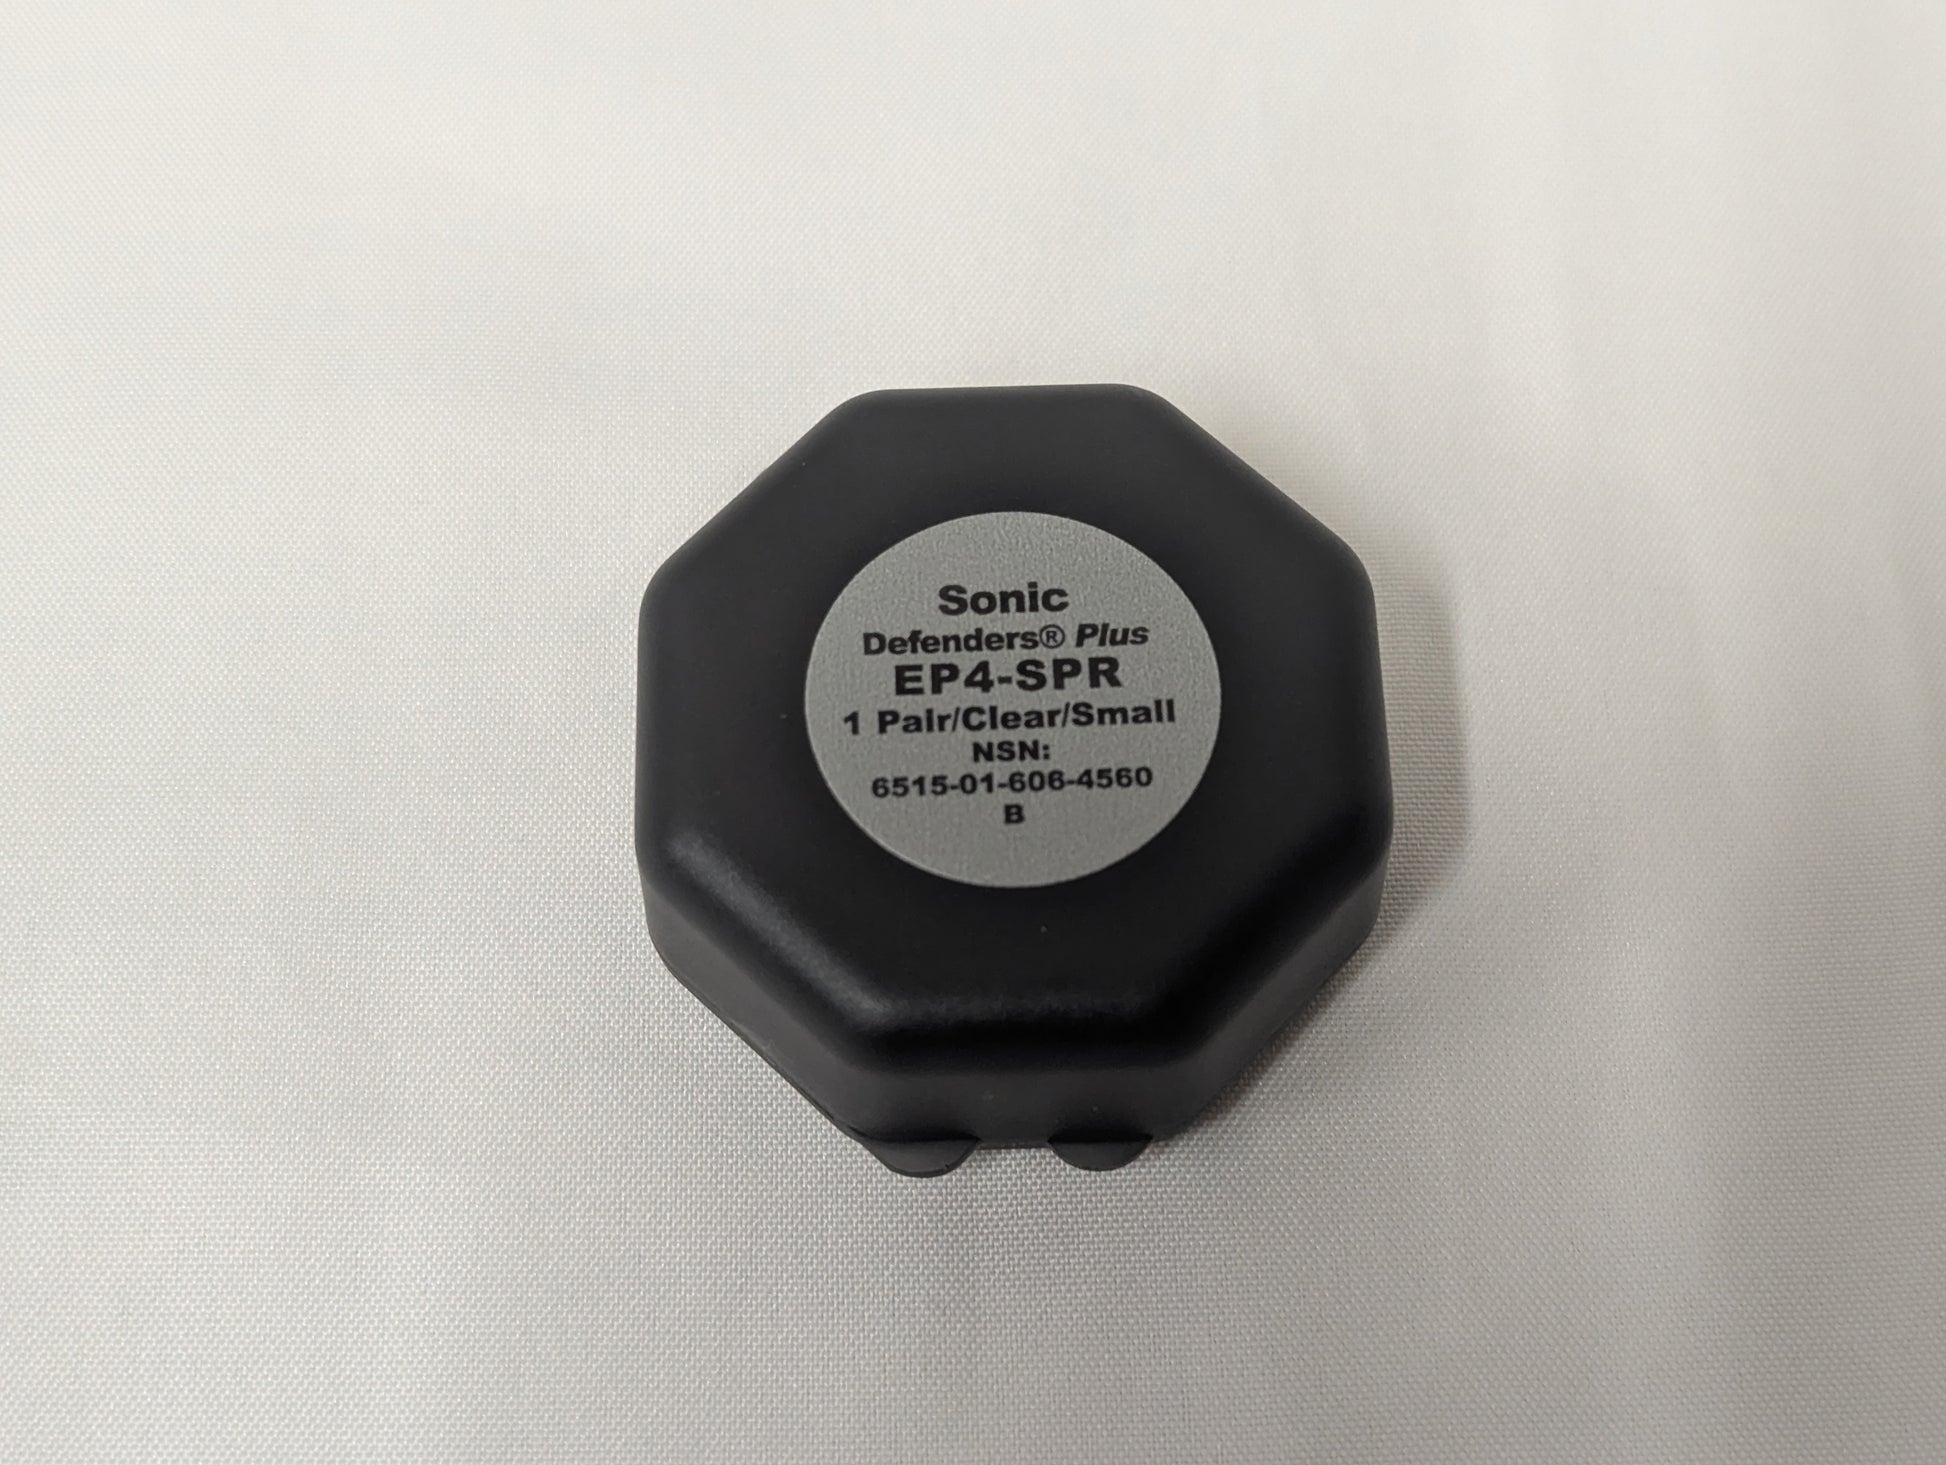 Sonic
Defenders® Plus
EP4-SPR
1 Pair/Clear/Small
NSN:
6515-01-606-4560
B